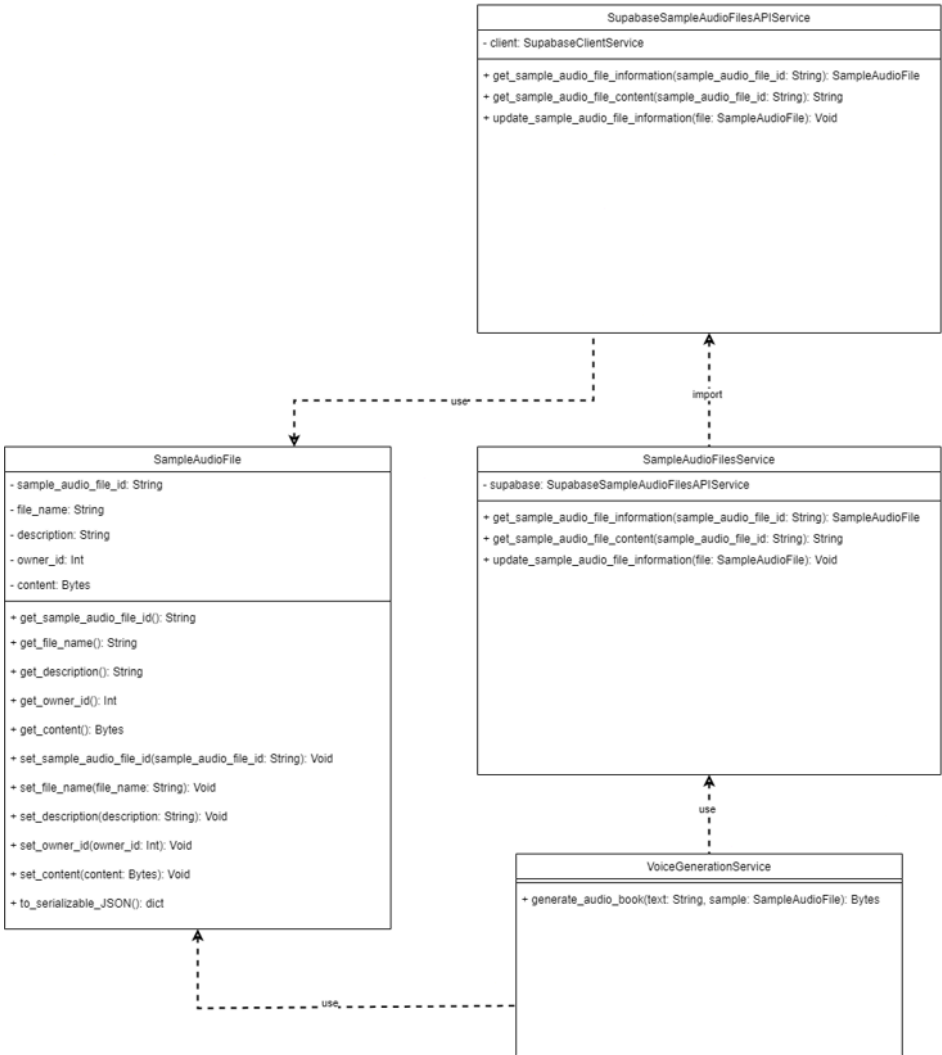 SupabaseSampleAudioFilesAPIService
- client: SupabaseClientService
+ get_sample_audio_file_information(sample_audio_file_id: String): SampleAudioFile
+ get_sample_audio_file_content(sample_audio_file_id: String): String
+ update_sample_audio_file_information(file: SampleAudioFile): Void
import
use
SampleAudioFile
- sample_audio_file_id: String
- file_name: String
- description: String
- owner_id: Int
- content: Bytes
+ get_sample_audio_file_id(): String
+ get_file_name(): String
+ get_description(): String
+ get_owner_id(): Int
+ get_content(): Bytes
+ set_sample_audio_file_id(sample_audio_file_id: String): Void
+ set_file_name(file_name: String): Void
+ set_description(description: String): Void
+ set_owner_id(owner_id: Int): Void
+ set_content(content: Bytes): Void
+ to_serializable_JSON(): dict
SampleAudioFilesService
- supabase: SupabaseSampleAudioFilesAPIService
+ get_sample_audio_file_information(sample_audio_file_id: String): SampleAudioFile
+ get_sample_audio_file_content(sample_audio_file_id: String): String
+ update_sample_audio_file_information(file: SampleAudioFile): Void
use
VoiceGenerationService
+ generate_audio_book(text: String, sample: SampleAudioFile): Bytes
use